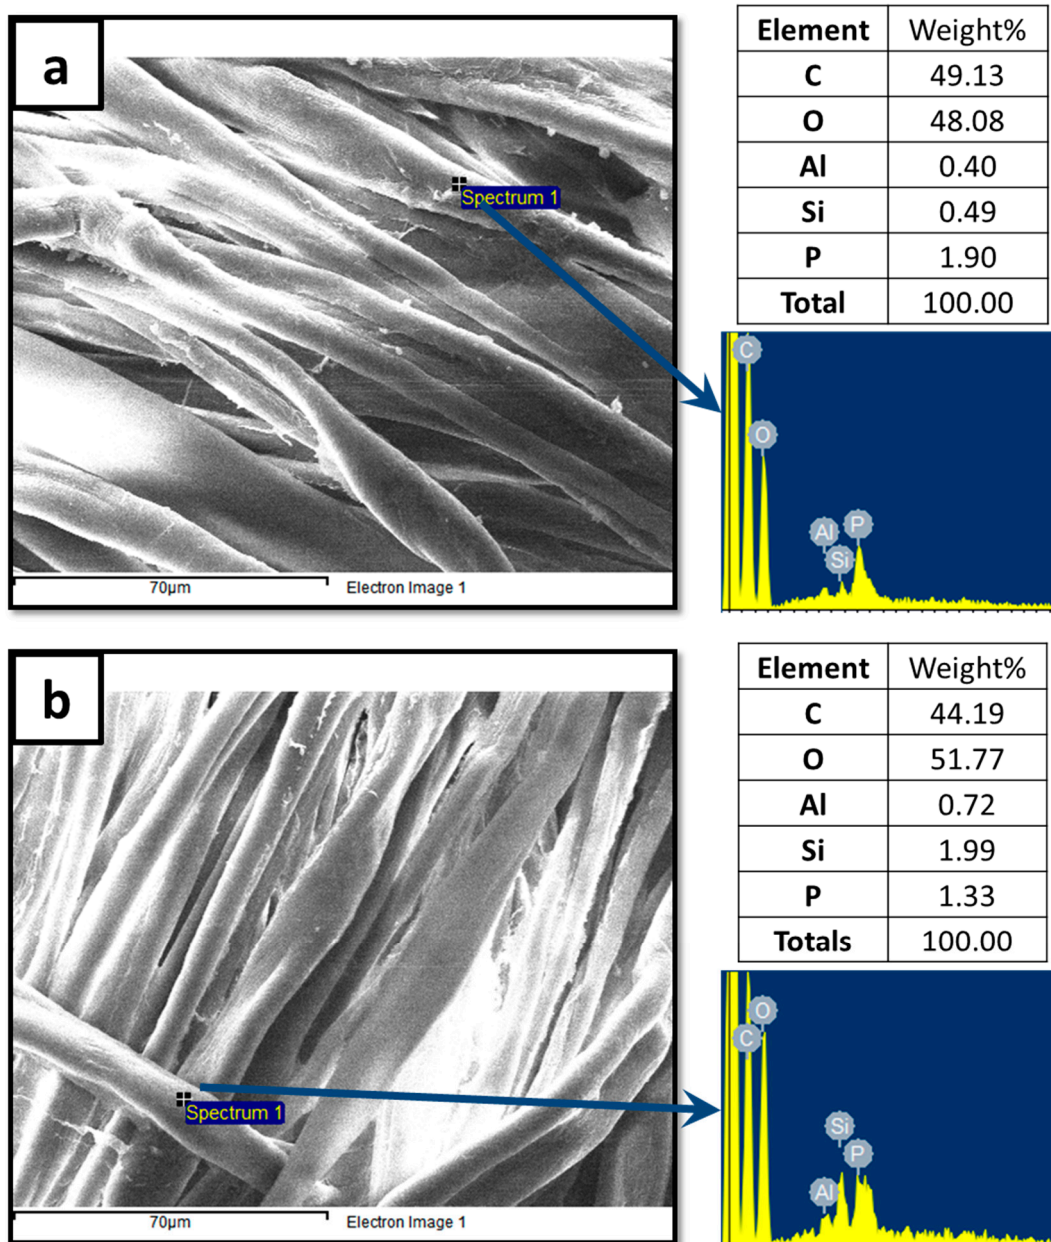 a
Spectrum 1
70µm Electron Image 1
Element Weight%
C 49.13
O 48.08
Al 0.40
Si 0.49
P 1.90
Total 100.00
C
O
Al
Si
P
b
Spectrum 1
70µm Electron Image 1
Element Weight%
C 44.19
O 51.77
Al 0.72
Si 1.99
P 1.33
Totals 100.00
O
C
Si
P
Al